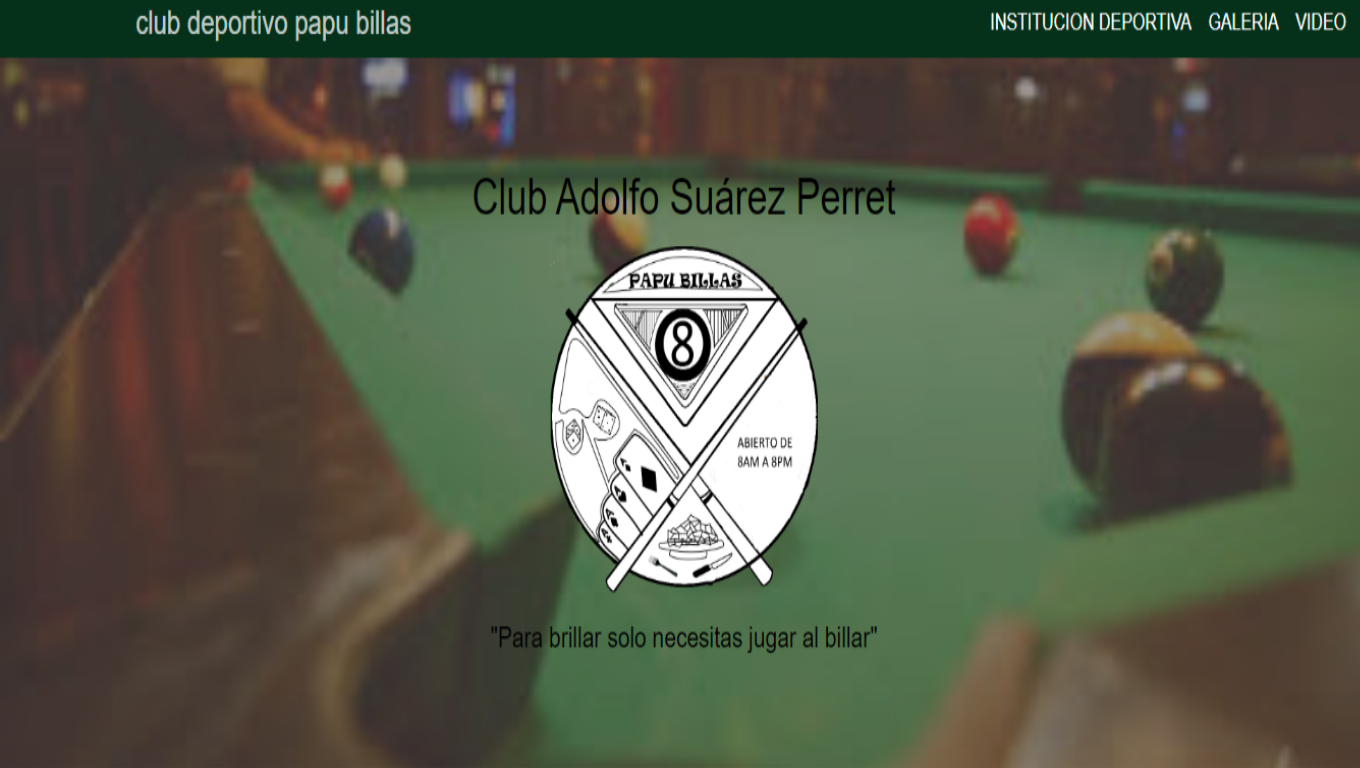 club deportivo papu billas
INSTITUCION DEPORTIVA GALERIA VIDEO
Club Adolfo Suárez Perret
PAPU BILLAS
8
ABIERTO DE
8AM A 8PM
"Para brillar solo necesitas jugar al billar"